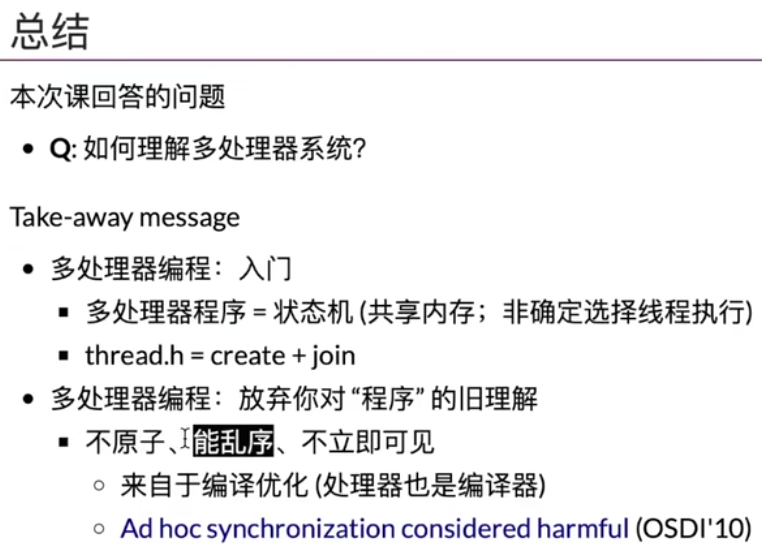 总结
本次课回答的问题
• Q: 如何理解多处理器系统?
Take-away message
• 多处理器编程：入门
▪ 多处理器程序 = 状态机 (共享内存；非确定选择线程执行)
▪ thread.h = create + join
• 多处理器编程：放弃你对 “程序” 的旧理解
▪ 不原子、能乱序、不立即可见
◦ 来自于编译优化 (处理器也是编译器)
◦ Ad hoc synchronization considered harmful (OSDI'10)